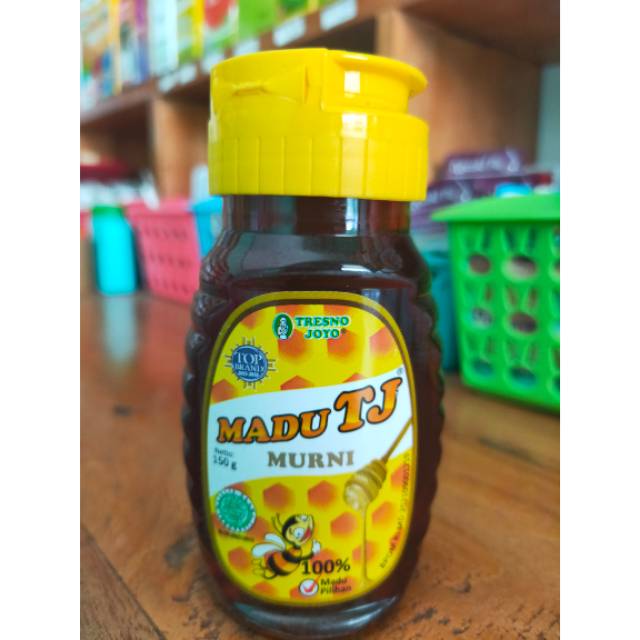 TRESNO
JOYO®
TOP
BRAND
MADU TJ®
MURNI
Netto:
150 g
100%
Madu
Pilihan